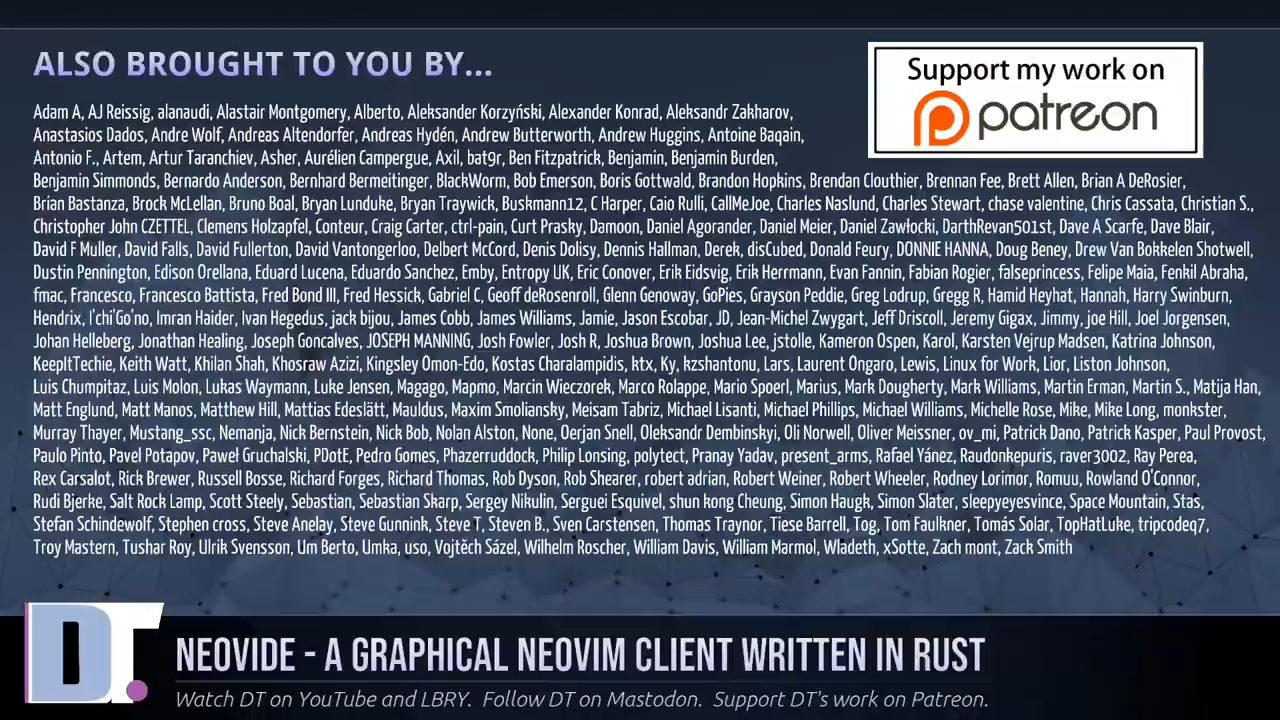 ALSO BROUGHT TO YOU BY...
Support my work on
patreon
Adam A, AJ Reissig, alanaudi, Alastair Montgomery, Alberto, Aleksander Korzyński, Alexander Konrad, Aleksandr Zakharov,
Anastasios Dados, Andre Wolf, Andreas Altendorfer, Andreas Hydén, Andrew Butterworth, Andrew Huggins, Antoine Baqain,
Antonio F., Artem, Artur Taranchiev, Asher, Aurélien Campergue, Axil, bat9r, Ben Fitzpatrick, Benjamin, Benjamin Burden,
Benjamin Simmonds, Bernardo Anderson, Bernhard Bermeitinger, BlackWorm, Bob Emerson, Boris Gottwald, Brandon Hopkins, Brendan Clouthier, Brennan Fee, Brett Allen, Brian A DeRosier,
Brian Bastanza, Brock McLellan, Bruno Boal, Bryan Lunduke, Bryan Traywick, Buskmann12, C Harper, Caio Rulli, CallMeJoe, Charles Naslund, Charles Stewart, chase valentine, Chris Cassata, Christian S.,
Christopher John CZETTEL, Clemens Holzapfel, Conteur, Craig Carter, ctrl-pain, Curt Prasky, Damoon, Daniel Agorander, Daniel Meier, Daniel Zawłocki, DarthRevan501st, Dave A Scarfe, Dave Blair,
David F Muller, David Falls, David Fullerton, David Vantongerloo, Delbert McCord, Denis Dolisy, Dennis Hallman, Derek, disCubed, Donald Feury, DONNIE HANNA, Doug Beney, Drew Van Bokkelen Shotwell,
Dustin Pennington, Edison Orellana, Eduard Lucena, Eduardo Sanchez, Emby, Entropy UK, Eric Conover, Erik Eidsvig, Erik Herrmann, Evan Fannin, Fabian Rogier, falseprincess, Felipe Maia, Fenkil Abraha,
fmac, Francesco, Francesco Battista, Fred Bond III, Fred Hessick, Gabriel C, Geoff deRosenroll, Glenn Genoway, GoPies, Grayson Peddie, Greg Lodrup, Gregg R, Hamid Heyhat, Hannah, Harry Swinburn,
Hendrix, I'chi'Go'no, Imran Haider, Ivan Hegedus, jack bijou, James Cobb, James Williams, Jamie, Jason Escobar, JD, Jean-Michel Zwygart, Jeff Driscoll, Jeremy Gigax, Jimmy, joe Hill, Joel Jorgensen,
Johan Helleberg, Jonathan Healing, Joseph Goncalves, JOSEPH MANNING, Josh Fowler, Josh R, Joshua Brown, Joshua Lee, jstolle, Kameron Ospen, Karol, Karsten Vejrup Madsen, Katrina Johnson,
KeepItTechie, Keith Watt, Khilan Shah, Khosraw Azizi, Kingsley Omon-Edo, Kostas Charalampidis, ktx, Ky, kzshantonu, Lars, Laurent Ongaro, Lewis, Linux for Work, Lior, Liston Johnson,
Luis Chumpitaz, Luis Molon, Lukas Waymann, Luke Jensen, Magago, Mapmo, Marcin Wieczorek, Marco Rolappe, Mario Spoerl, Marius, Mark Dougherty, Mark Williams, Martin Erman, Martin S., Matija Han,
Matt Englund, Matt Manos, Matthew Hill, Mattias Edeslätt, Mauldus, Maxim Smoliansky, Meisam Tabriz, Michael Lisanti, Michael Phillips, Michael Williams, Michelle Rose, Mike, Mike Long, monkster,
Murray Thayer, Mustang_ssc, Nemanja, Nick Bernstein, Nick Bob, Nolan Alston, None, Oerjan Snell, Oleksandr Dembinskyi, Oli Norwell, Oliver Meissner, ov_mi, Patrick Dano, Patrick Kasper, Paul Provost,
Paulo Pinto, Pavel Potapov, Paweł Gruchalski, PDotE, Pedro Gomes, Phazerruddock, Philip Lonsing, polytect, Pranay Yadav, present_arms, Rafael Yánez, Raudonkepuris, raver3002, Ray Perea,
Rex Carsalot, Rick Brewer, Russell Bosse, Richard Forges, Richard Thomas, Rob Dyson, Rob Shearer, robert adrian, Robert Weiner, Robert Wheeler, Rodney Lorimor, Romuu, Rowland O'Connor,
Rudi Bjerke, Salt Rock Lamp, Scott Steely, Sebastian, Sebastian Skarp, Sergey Nikulin, Serguei Esquivel, shun kong Cheung, Simon Haugk, Simon Slater, sleepyeyesvince, Space Mountain, Stas,
Stefan Schindewolf, Stephen cross, Steve Anelay, Steve Gunnink, Steve T, Steven B., Sven Carstensen, Thomas Traynor, Tiese Barrell, Tog, Tom Faulkner, Tomás Solar, TopHatLuke, tripcodeq7,
Troy Mastern, Tushar Roy, Ulrik Svensson, Um Berto, Umka, uso, Vojtěch Sázel, Wilhelm Roscher, William Davis, William Marmol, Wladeth, xSotte, Zach mont, Zack Smith
DT.
NEOVIDE - A GRAPHICAL NEOVIM CLIENT WRITTEN IN RUST
Watch DT on YouTube and LBRY. Follow DT on Mastodon. Support DT's work on Patreon.